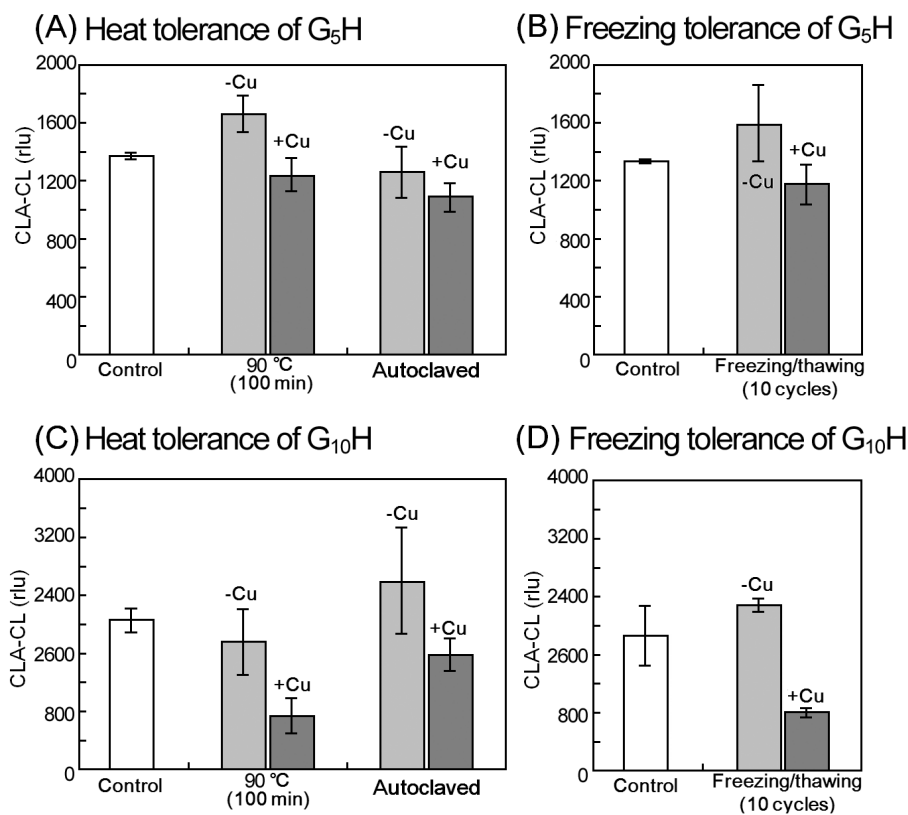 (A) Heat tolerance of G₅H
2000
1600
1200
800
400
0
CLA-CL (rlu)
-Cu
+Cu
-Cu
+Cu
Control
90 °C
(100 min)
Autoclaved
(B) Freezing tolerance of G₅H
2000
1600
1200
800
400
0
CLA-CL (rlu)
-Cu
+Cu
Control
Freezing/thawing
(10 cycles)
(C) Heat tolerance of G₁₀H
4000
3200
2400
2600
800
0
CLA-CL (rlu)
-Cu
+Cu
-Cu
+Cu
Control
90 °C
(100 min)
Autoclaved
(D) Freezing tolerance of G₁₀H
4000
3200
2400
2600
800
0
CLA-CL (rlu)
-Cu
+Cu
Control
Freezing/thawing
(10 cycles)